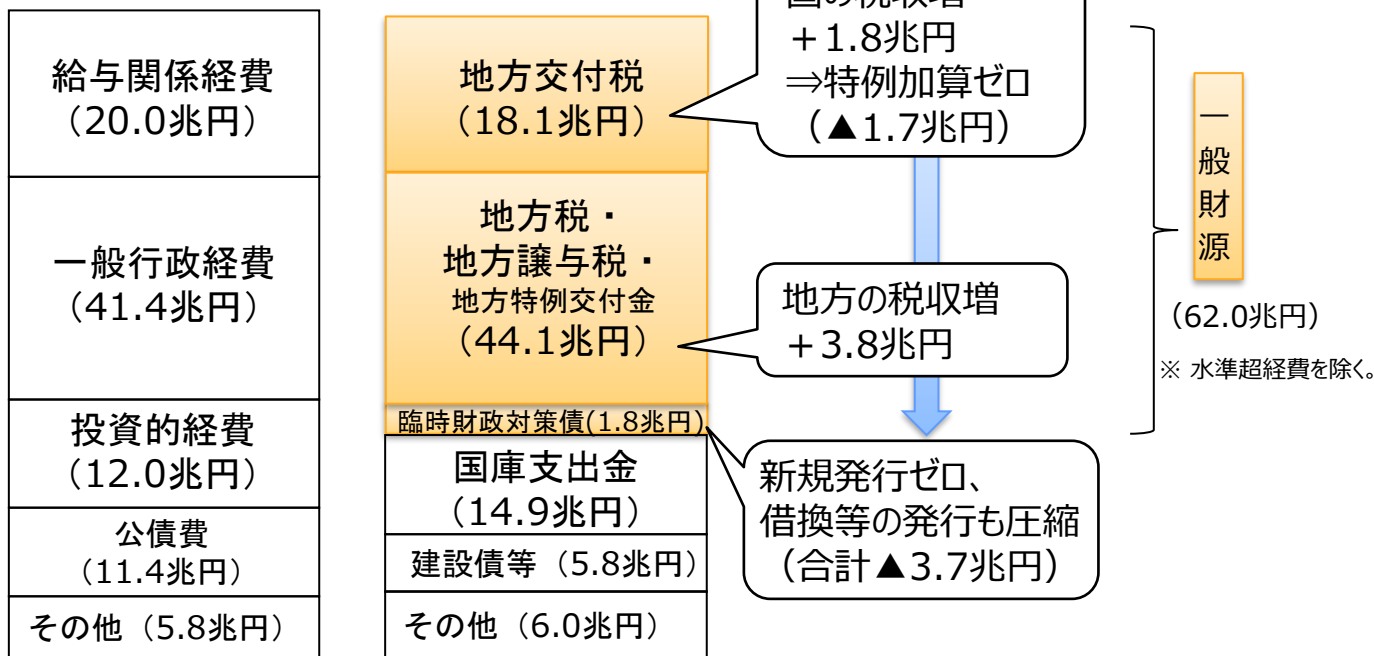 給与関係経費
（20.0兆円）
一般行政経費
（41.4兆円）
投資的経費
（12.0兆円）
公債費
（11.4兆円）
その他（5.8兆円）
地方交付税
（18.1兆円）
地方税・
地方譲与税・
地方特例交付金
（44.1兆円）
臨時財政対策債(1.8兆円)
国庫支出金
（14.9兆円）
建設債等（5.8兆円）
その他（6.0兆円）
国の税収増
＋1.8兆円
⇒特例加算ゼロ
（▲1.7兆円）
地方の税収増
＋3.8兆円
新規発行ゼロ、
借換等の発行も圧縮
（合計▲3.7兆円）
一般財源
（62.0兆円）
※ 水準超経費を除く。